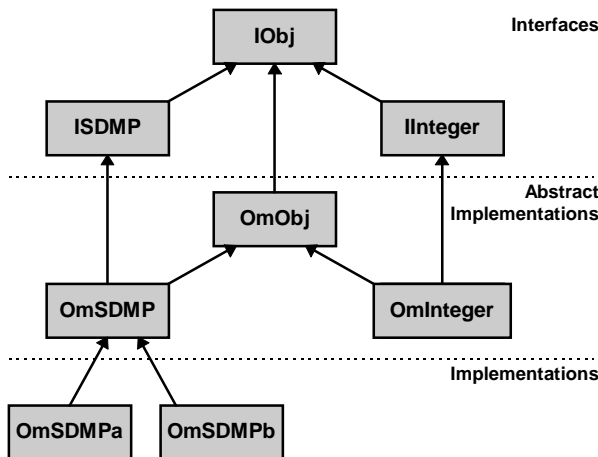 IObj
Interfaces
ISDMP
IInteger
Abstract
Implementations
OmObj
OmSDMP
OmInteger
Implementations
OmSDMPa
OmSDMPb